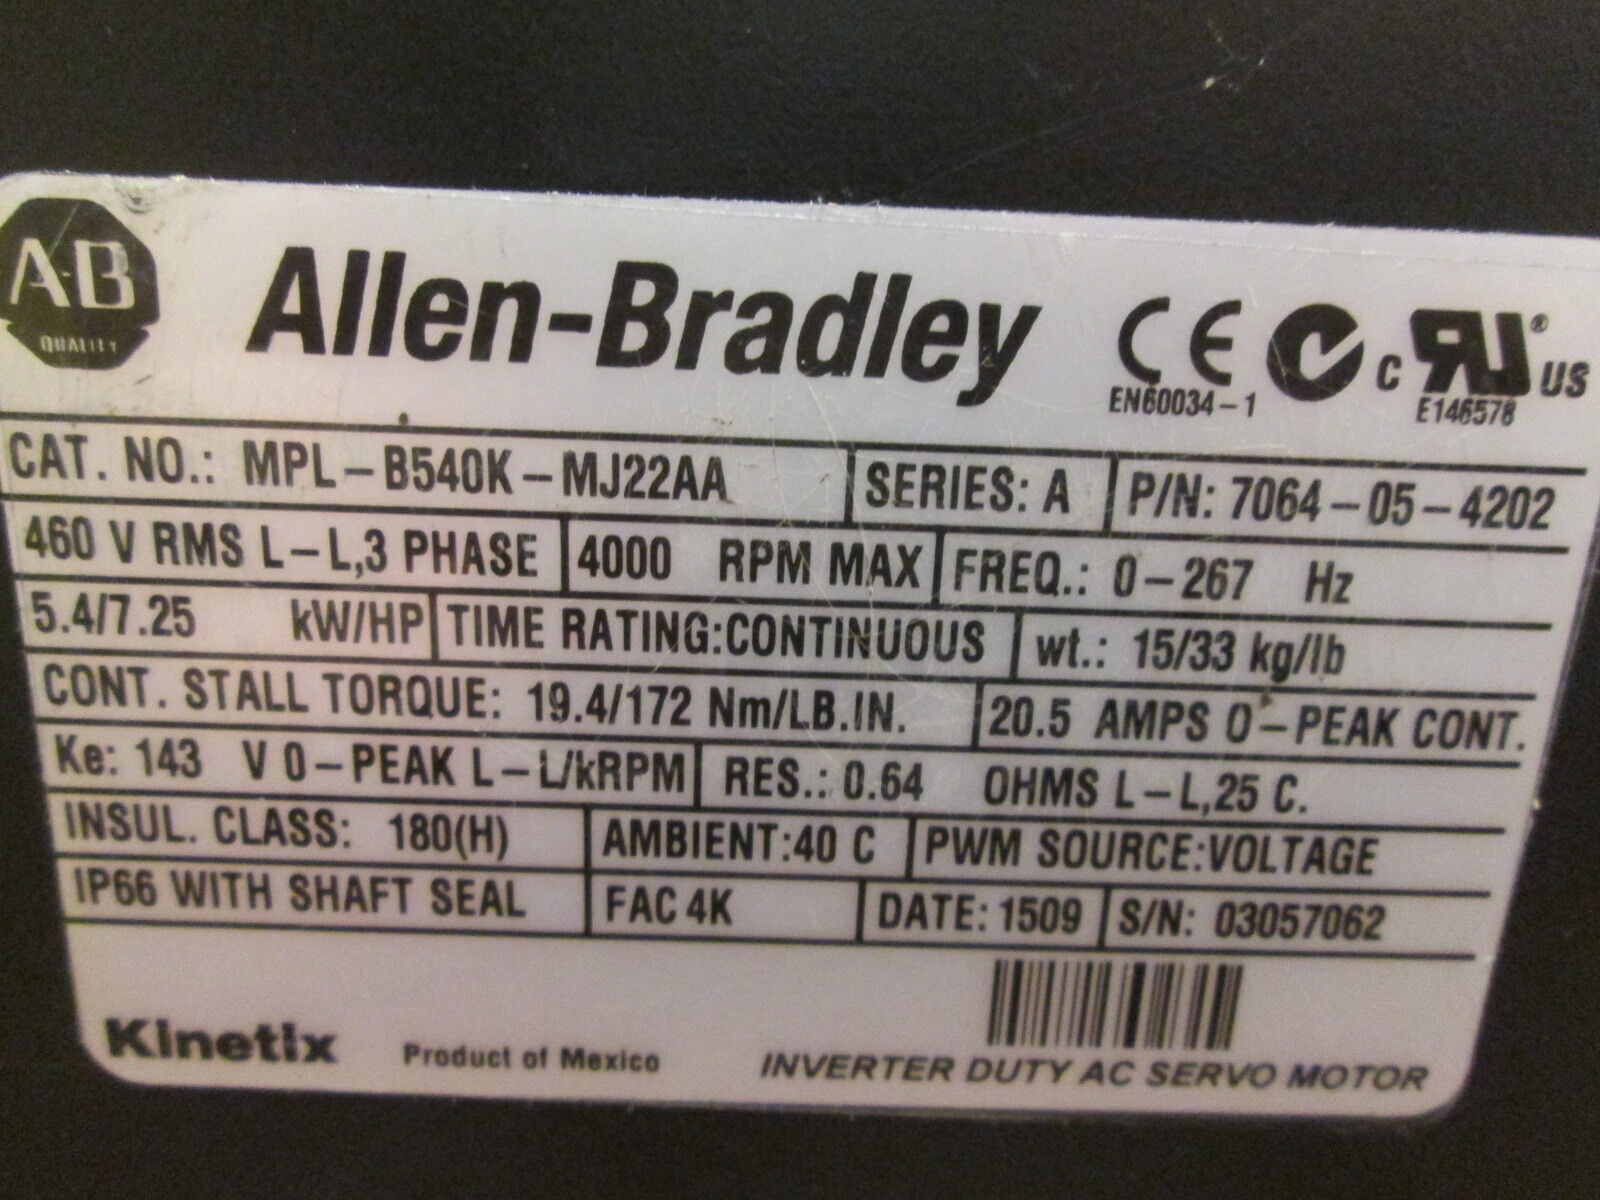 A-B
QUALITY
Allen-Bradley
CE
EN60034-1
c RU ® US
E146578
CAT. NO.: MPL-B540K-MJ22AA SERIES: A P/N: 7064-05-4202
460 V RMS L-L,3 PHASE 4000 RPM MAX FREQ.: 0-267 Hz
5.4/7.25 kW/HP TIME RATING:CONTINUOUS wt.: 15/33 kg/lb
CONT. STALL TORQUE: 19.4/172 Nm/LB.IN. 20.5 AMPS 0-PEAK CONT.
Ke: 143 V 0-PEAK L-L/kRPM RES.: 0.64 OHMS L-L,25 C.
INSUL. CLASS: 180(H) AMBIENT:40 C PWM SOURCE:VOLTAGE
IP66 WITH SHAFT SEAL FAC 4K DATE: 1509 S/N: 03057062
Kinetix Product of Mexico INVERTER DUTY AC SERVO MOTOR